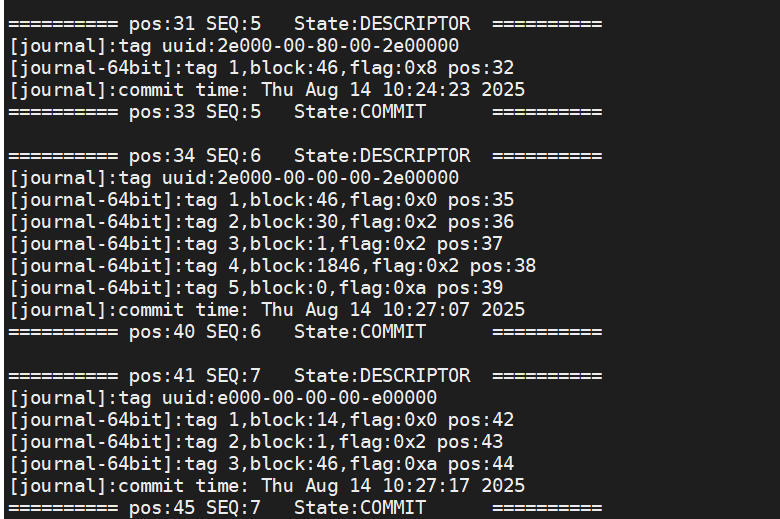 ========== pos:31 SEQ:5   State:DESCRIPTOR  ==========
[journal]:tag uuid:2e000-00-80-00-2e00000
[journal-64bit]:tag 1,block:46,flag:0x8 pos:32
[journal]:commit time: Thu Aug 14 10:24:23 2025
========== pos:33 SEQ:5   State:COMMIT      ==========
========== pos:34 SEQ:6   State:DESCRIPTOR  ==========
[journal]:tag uuid:2e000-00-00-00-2e00000
[journal-64bit]:tag 1,block:46,flag:0x0 pos:35
[journal-64bit]:tag 2,block:30,flag:0x2 pos:36
[journal-64bit]:tag 3,block:1,flag:0x2 pos:37
[journal-64bit]:tag 4,block:1846,flag:0x2 pos:38
[journal-64bit]:tag 5,block:0,flag:0xa pos:39
[journal]:commit time: Thu Aug 14 10:27:07 2025
========== pos:40 SEQ:6   State:COMMIT      ==========
========== pos:41 SEQ:7   State:DESCRIPTOR  ==========
[journal]:tag uuid:e000-00-00-00-e00000
[journal-64bit]:tag 1,block:14,flag:0x0 pos:42
[journal-64bit]:tag 2,block:1,flag:0x2 pos:43
[journal-64bit]:tag 3,block:46,flag:0xa pos:44
[journal]:commit time: Thu Aug 14 10:27:17 2025
========== pos:45 SEQ:7   State:COMMIT      ==========